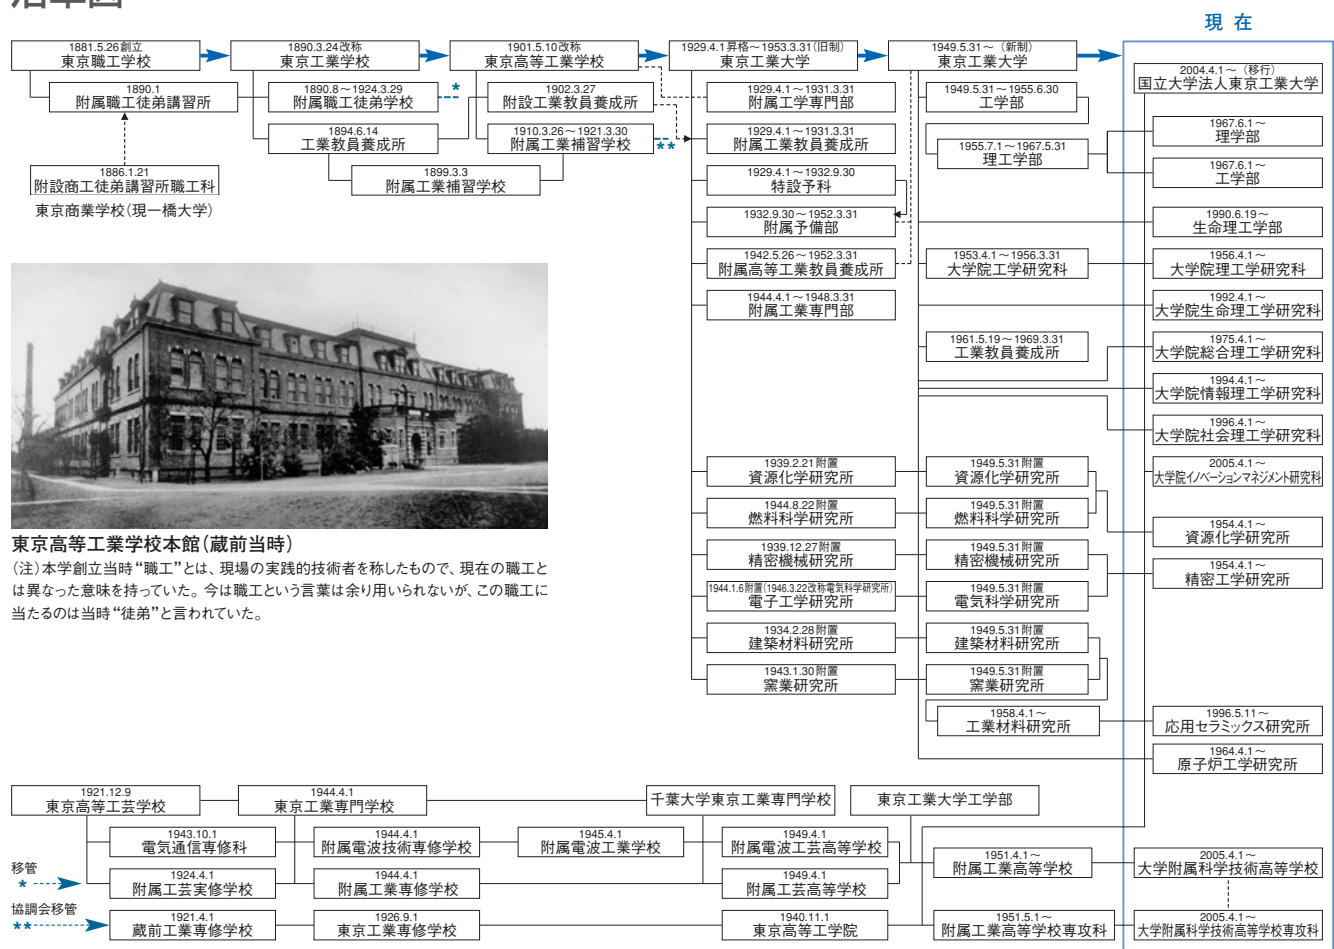 沿革図
現 在
1881.5.26創立
東京職工学校
1890.3.24改称
東京工業学校
1901.5.10改称
東京高等工業学校
1929.4.1昇格～1953.3.31(旧制)
東京工業大学
1949.5.31～(新制)
東京工業大学
2004.4.1～(移行)
国立大学法人東京工業大学
1890.1
附属職工徒弟講習所
1890.8～1924.3.29
附属職工徒弟学校
*
1902.3.27
附設工業教員養成所
1929.4.1～1931.3.31
附属工学専門部
1949.5.31～1955.6.30
工学部
1894.6.14
工業教員養成所
1910.3.26～1921.3.30
附属工業補習学校
**
1929.4.1～1931.3.31
附属工業教員養成所
1955.7.1～1967.5.31
理工学部
1967.6.1～
理学部
1886.1.21
附設商工徒弟講習所職工科
1899.3.3
附属工業補習学校
1929.4.1～1932.9.30
特設予科
1967.6.1～
工学部
東京商業学校(現一橋大学)
1932.9.30～1952.3.31
附属予備部
1990.6.19～
生命理工学部
1942.5.26～1952.3.31
附属高等工業教員養成所
1953.4.1～1956.3.31
大学院工学研究科
1956.4.1～
大学院理工学研究科
1944.4.1～1948.3.31
附属工業専門部
1992.4.1～
大学院生命理工学研究科
1961.5.19～1969.3.31
工業教員養成所
1975.4.1～
大学院総合理工学研究科
1994.4.1～
大学院情報理工学研究科
1996.4.1～
大学院社会理工学研究科
1939.2.21附置
資源化学研究所
1949.5.31附置
資源化学研究所
2005.4.1～
大学院イノベーションマネジメント研究科
1944.8.22附置
燃料科学研究所
1949.5.31附置
燃料科学研究所
1954.4.1～
資源化学研究所
1939.12.27附置
精密機械研究所
1949.5.31附置
精密機械研究所
1954.4.1～
精密工学研究所
1944.1.6附置(1946.3.22改称電気科学研究所)
電子工学研究所
1949.5.31附置
電気科学研究所
1934.2.28附置
建築材料研究所
1949.5.31附置
建築材料研究所
1943.1.30附置
窯業研究所
1949.5.31附置
窯業研究所
1958.4.1～
工業材料研究所
1996.5.11～
応用セラミックス研究所
1964.4.1～
原子炉工学研究所
東京高等工業学校本館(蔵前当時)
(注)本学創立当時“職工”とは、現場の実践的技術者を称したもので、現在の職工と
は異なった意味を持っていた。今は職工という言葉は余り用いられないが、この職工に
当たるのは当時“徒弟”と言われていた。
1921.12.9
東京高等工芸学校
1944.4.1
東京工業専門学校
千葉大学東京工業専門学校
東京工業大学工学部
1943.10.1
電気通信専修科
1944.4.1
附属電波技術専修学校
1945.4.1
附属電波工業学校
1949.4.1
附属電波工芸高等学校
1951.4.1～
附属工業高等学校
2005.4.1～
大学附属科学技術高等学校
移管
*
1924.4.1
附属工芸実修学校
1944.4.1
附属工業専修学校
1949.4.1
附属工芸高等学校
協調会移管
**
1921.4.1
蔵前工業専修学校
1926.9.1
東京工業専修学校
1940.11.1
東京高等工学院
1951.5.1～
附属工業高等学校専攻科
2005.4.1～
大学附属科学技術高等学校専攻科